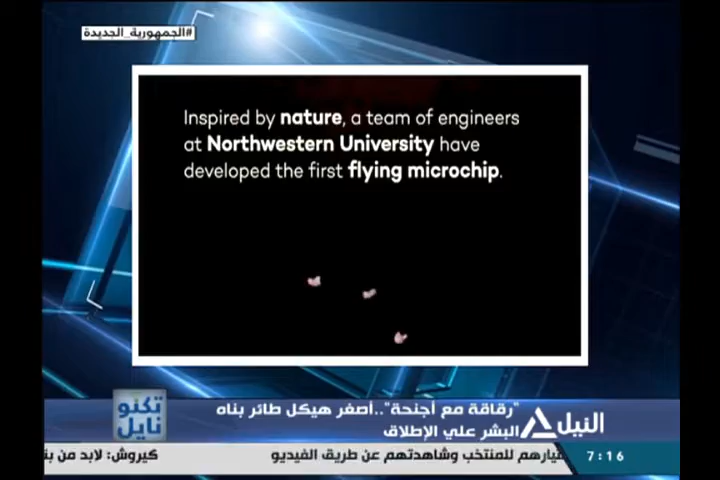 #الجمهورية_الجديدة
Inspired by nature, a team of engineers
at Northwestern University have
developed the first flying microchip.
"رقاقة مع أجنحة"..أصغر هيكل طائر بناه
البشر علي الإطلاق
النيل
تكنو
نايل
يارهم للمنتخب وشاهدتهم عن طريق الفيديو
كيروش: لابد من
7:16